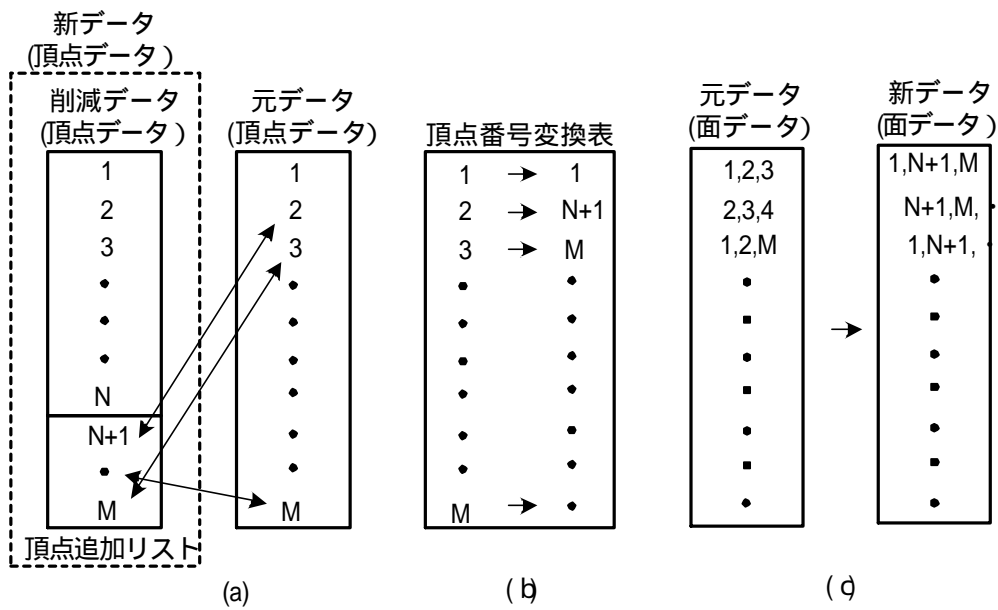 新データ
(頂点データ)
削減データ
(頂点データ)
1
2
3
N
N+1
M
頂点追加リスト
元データ
(頂点データ)
1
2
3
M
(a)
頂点番号変換表
1 → 1
2 → N+1
3 → M
M →
(b)
元データ
(面データ)
1,2,3
2,3,4
1,2,M
→
新データ
(面データ)
1,N+1,M
N+1,M,
1,N+1,
(c)